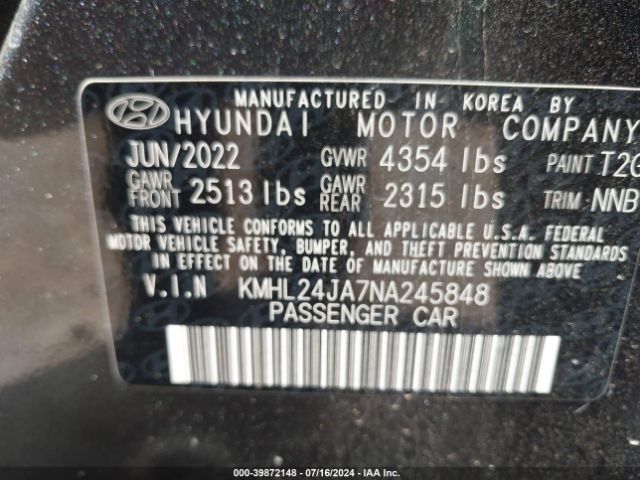 MANUFACTURED IN KOREA BY
HYUNDAI MOTOR COMPANY
JUN/2022 GVWR 4354 lbs PAINT T2G
GAWR FRONT 2513 lbs GAWR REAR 2315 lbs TRIM NNB
THIS VEHICLE CONFORMS TO ALL APPLICABLE U.S.A. FEDERAL
MOTOR VEHICLE SAFETY, BUMPER, AND THEFT PREVENTION STANDARDS
IN EFFECT ON THE DATE OF MANUFACTURE SHOWN ABOVE
V.I.N KMHL24JA7NA245848
PASSENGER CAR
000-39872148 - 07/16/2024 - IAA Inc.